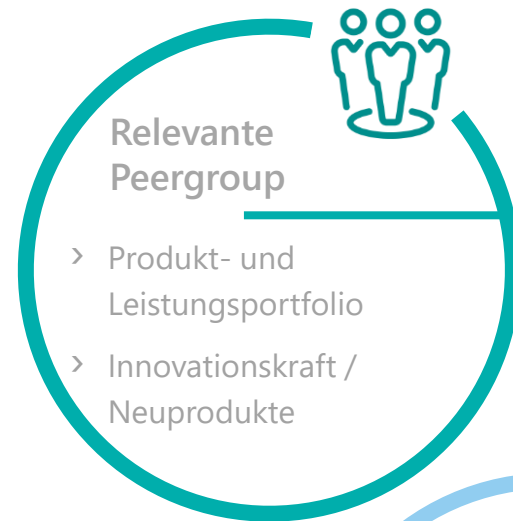 Relevante
Peergroup
› Produkt- und
Leistungsportfolio
› Innovationskraft /
Neuprodukte